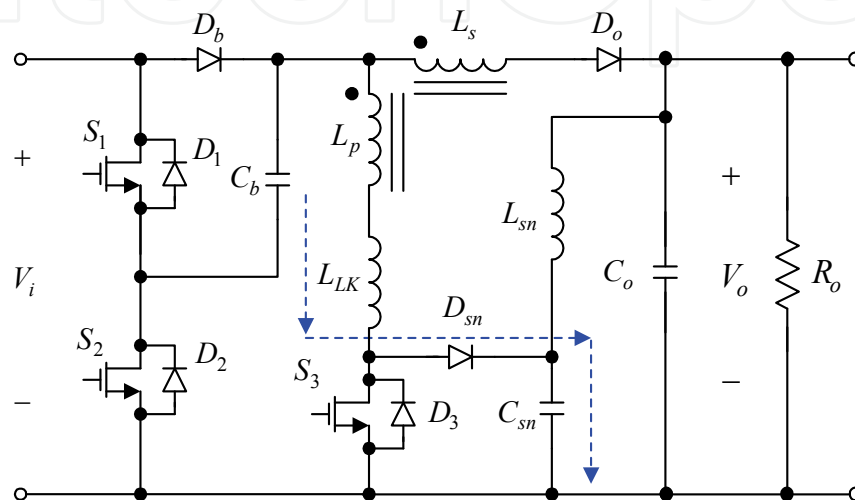 D_b
L_s
D_o
S_1
D_1
L_p
+
C_b
L_sn
+
V_i
L_LK
C_o
V_o
R_o
D_sn
S_2
D_2
S_3
−
D_3
C_sn
−